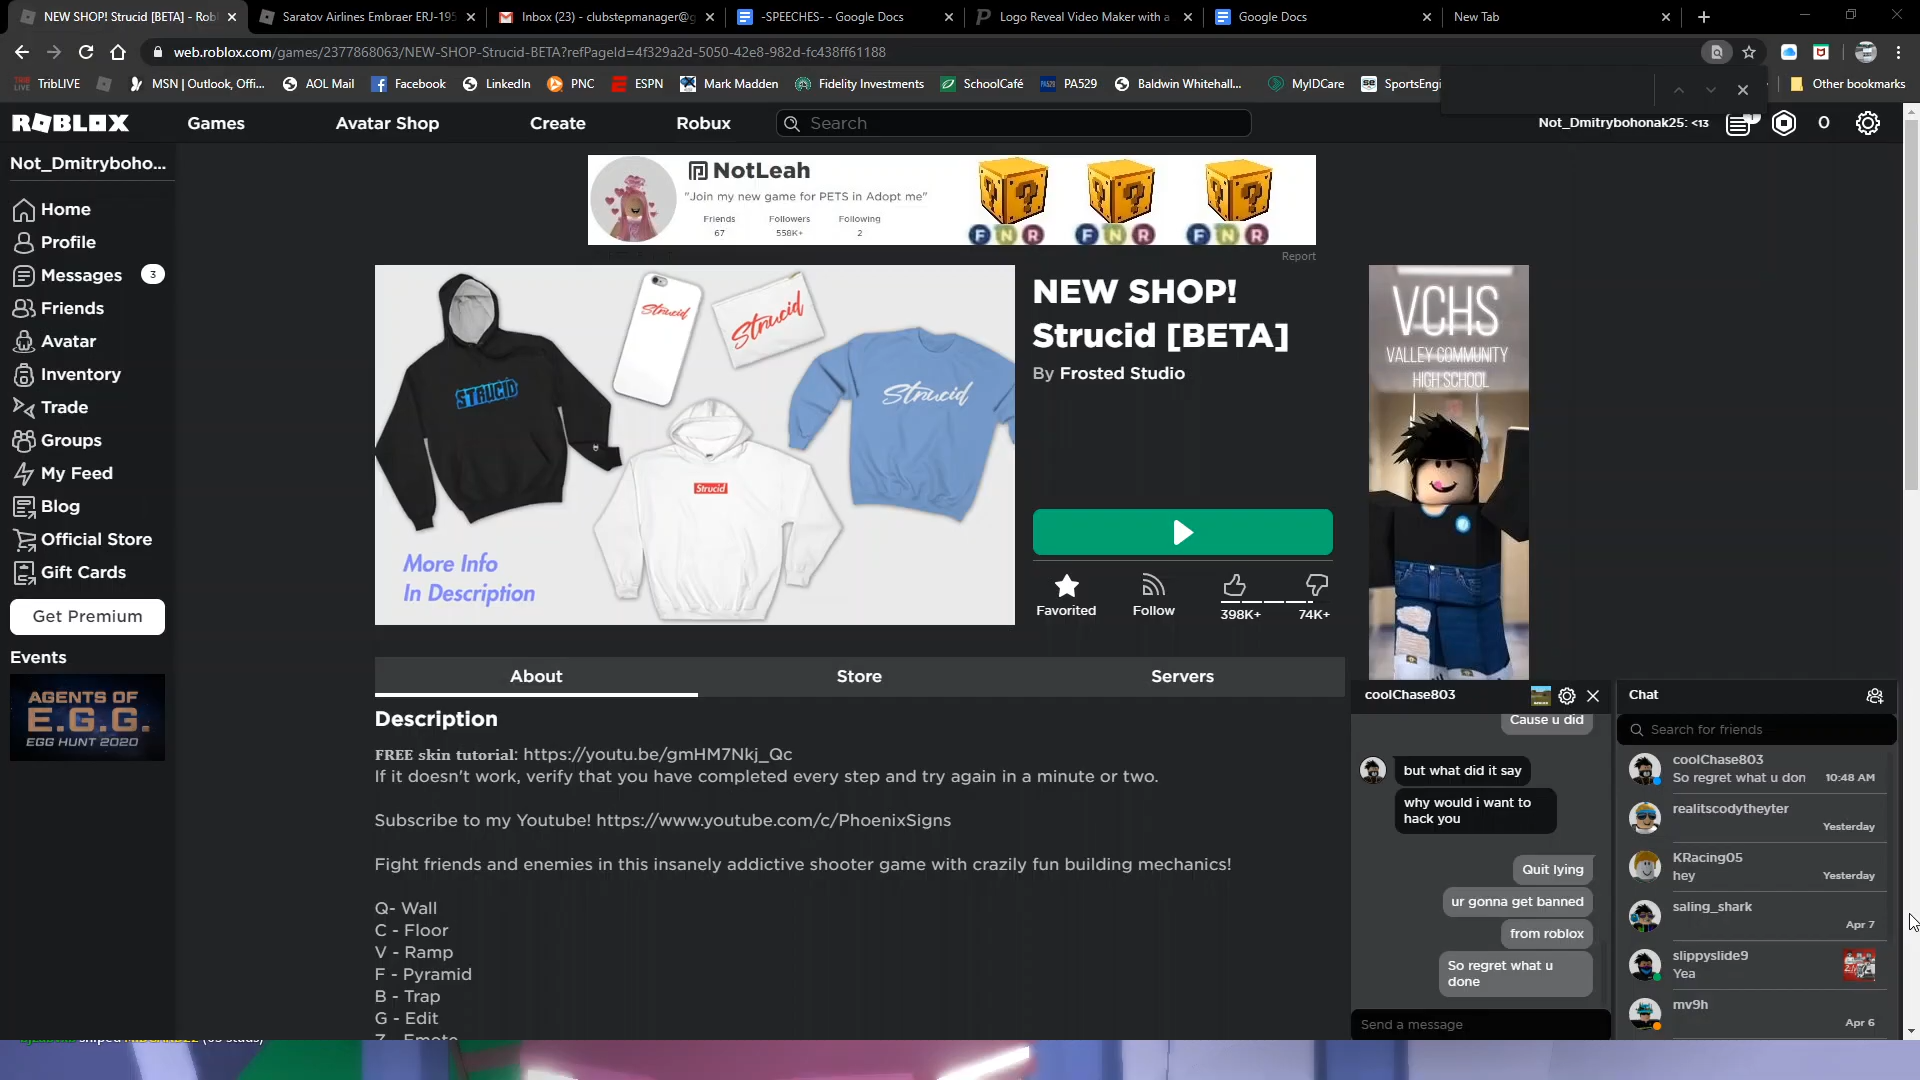 NEW SHOP! Strucid [BETA] - Rob
Saratov Airlines Embraer ERJ-195
Inbox (23) - clubstepmanager@g
-SPEECHES- - Google Docs
Logo Reveal Video Maker with a
Google Docs
New Tab
web.roblox.com/games/2377868063/NEW-SHOP-Strucid-BETA?refPageId=4f329a2d-5050-42e8-982d-fc438ff61188
TribLIVE
MSN | Outlook, Offi...
AOL Mail
Facebook
LinkedIn
PNC
ESPN
Mark Madden
Fidelity Investments
SchoolCafé
PA529
Baldwin Whitehall...
MyIDCare
SportsEngi
Other bookmarks
ROBLOX
Games
Avatar Shop
Create
Robux
Search
Not_Dmitrybohonak25: <13
0
Not_Dmitryboho...
Home
Profile
Messages
3
Friends
Avatar
Inventory
Trade
Groups
My Feed
Blog
Official Store
Gift Cards
Get Premium
Events
AGENTS OF
E.G.G.
EGG HUNT 2020
NotLeah
"Join my new game for PETS in Adopt me"
Friends
Followers
Following
67
558K+
2
F N R
F N R
F N R
Report
STRUCID
Strucid
Strucid
Strucid
Strucid
More Info
In Description
NEW SHOP!
Strucid [BETA]
By Frosted Studio
Favorited
Follow
398K+
74K+
VCHS
VALLEY COMMUNITY
HIGH SCHOOL
About
Store
Servers
Description
FREE skin tutorial: https://youtu.be/gmHM7Nkj_Qc
If it doesn't work, verify that you have completed every step and try again in a minute or two.
Subscribe to my Youtube! https://www.youtube.com/c/PhoenixSigns
Fight friends and enemies in this insanely addictive shooter game with crazily fun building mechanics!
Q- Wall
C - Floor
V - Ramp
F - Pyramid
B - Trap
G - Edit
Z - Emote
coolChase803
Cause u did
but what did it say
why would i want to
hack you
Quit lying
ur gonna get banned
from roblox
So regret what u
done
Send a message
Chat
Search for friends
coolChase803
So regret what u don
10:48 AM
realitscodytheyter
Yesterday
KRacing05
hey
Yesterday
saling_shark
Apr 7
slippyslide9
Yea
mv9h
Apr 6
sniped